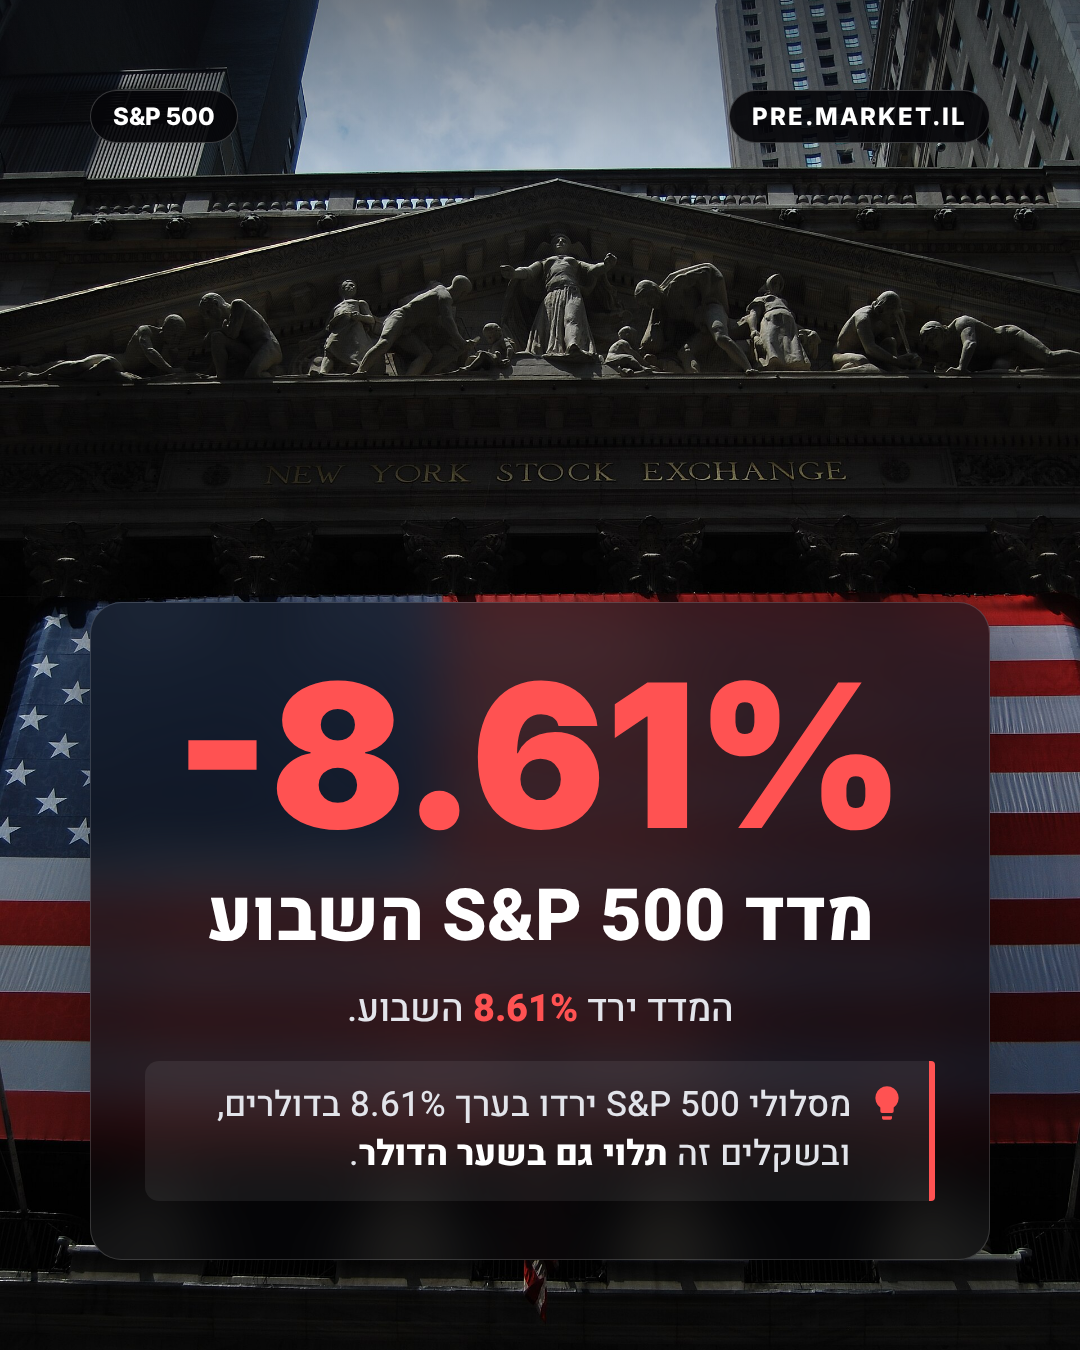 S&P 500
PRE.MARKET.IL
NEW YORK STOCK EXCHANGE
-8.61%
מדד S&P 500 השבוע
המדד ירד 8.61% השבוע.
מסלולי S&P 500 ירדו בערך 8.61% בדולרים,
ובשקלים זה תלוי גם בשער הדולר.